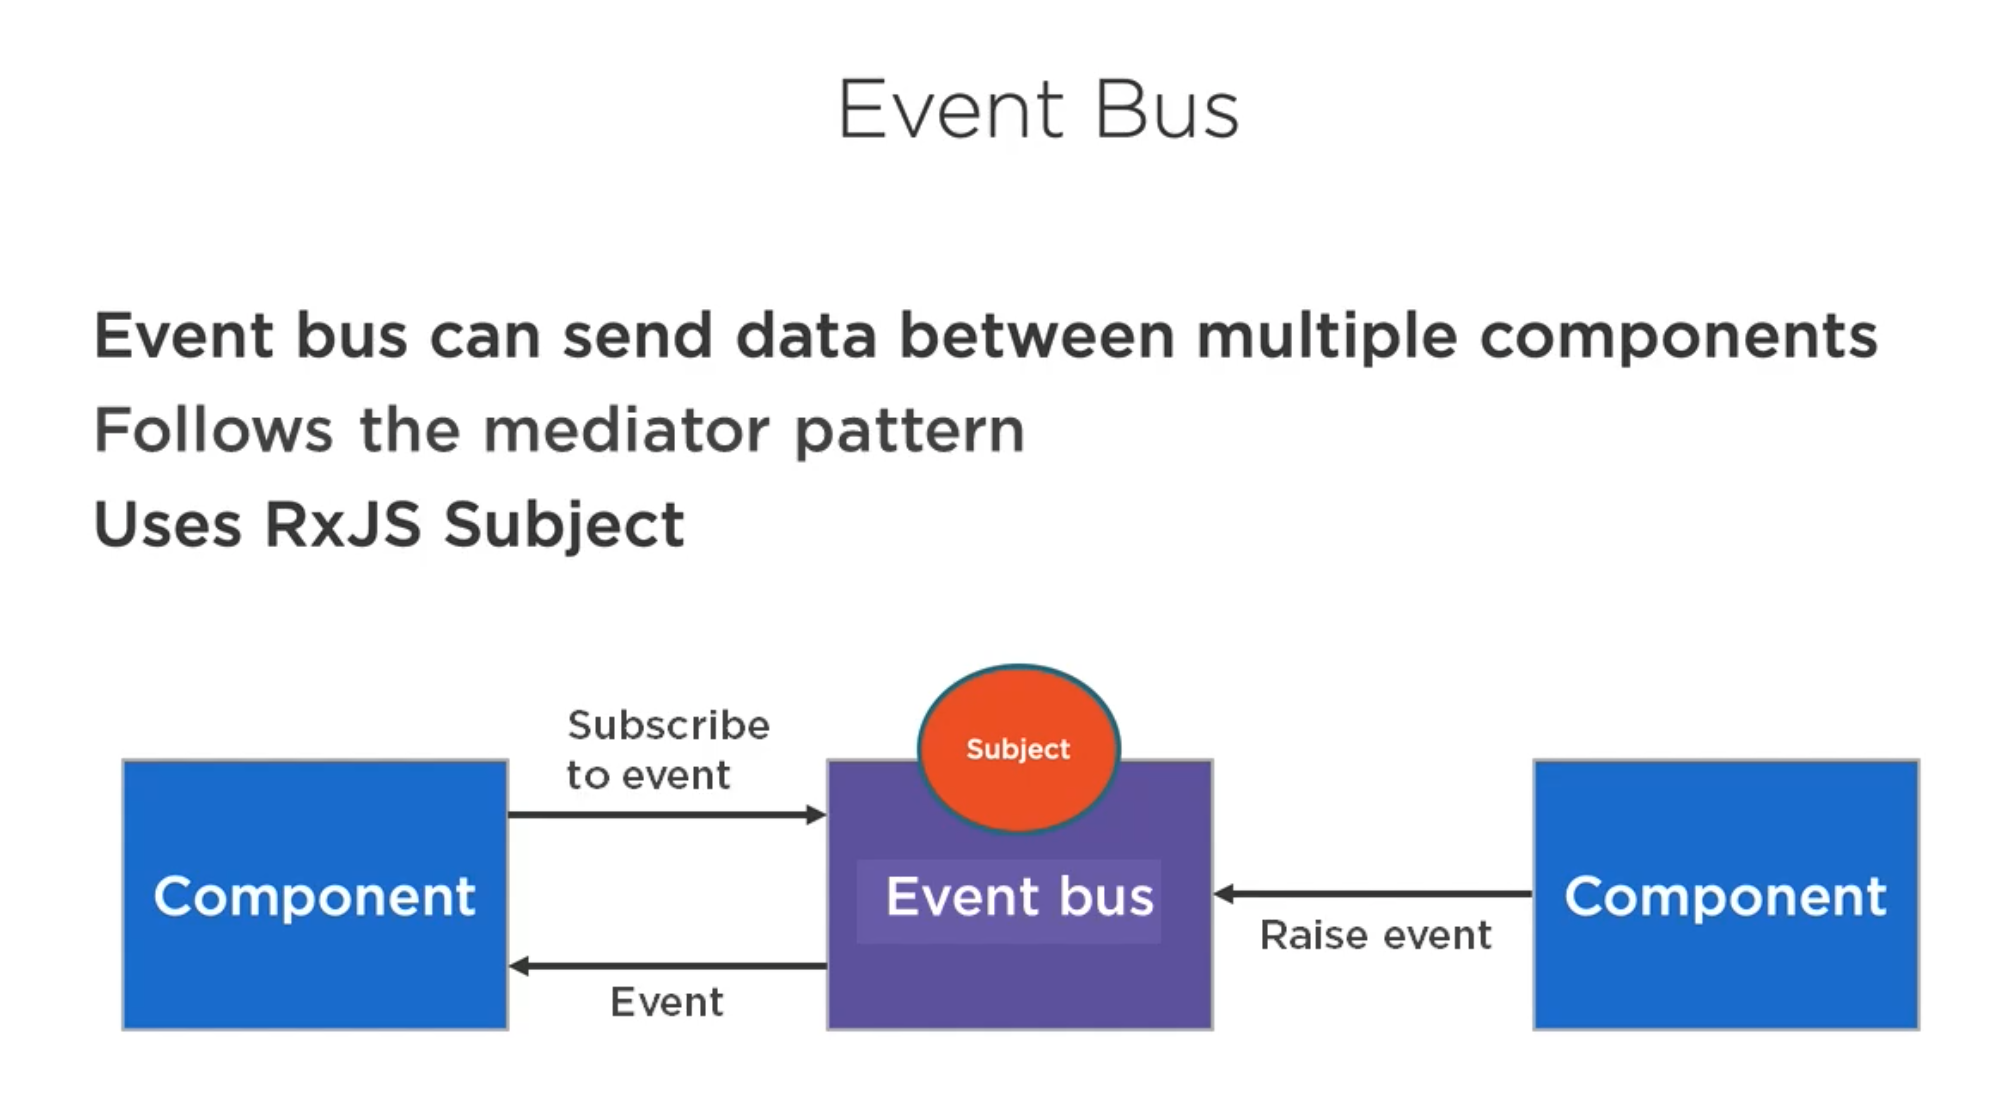 Event Bus
Event bus can send data between multiple components
Follows the mediator pattern
Uses RxJS Subject
Subject
Subscribe
to event
Component
Event bus
Component
Raise event
Event